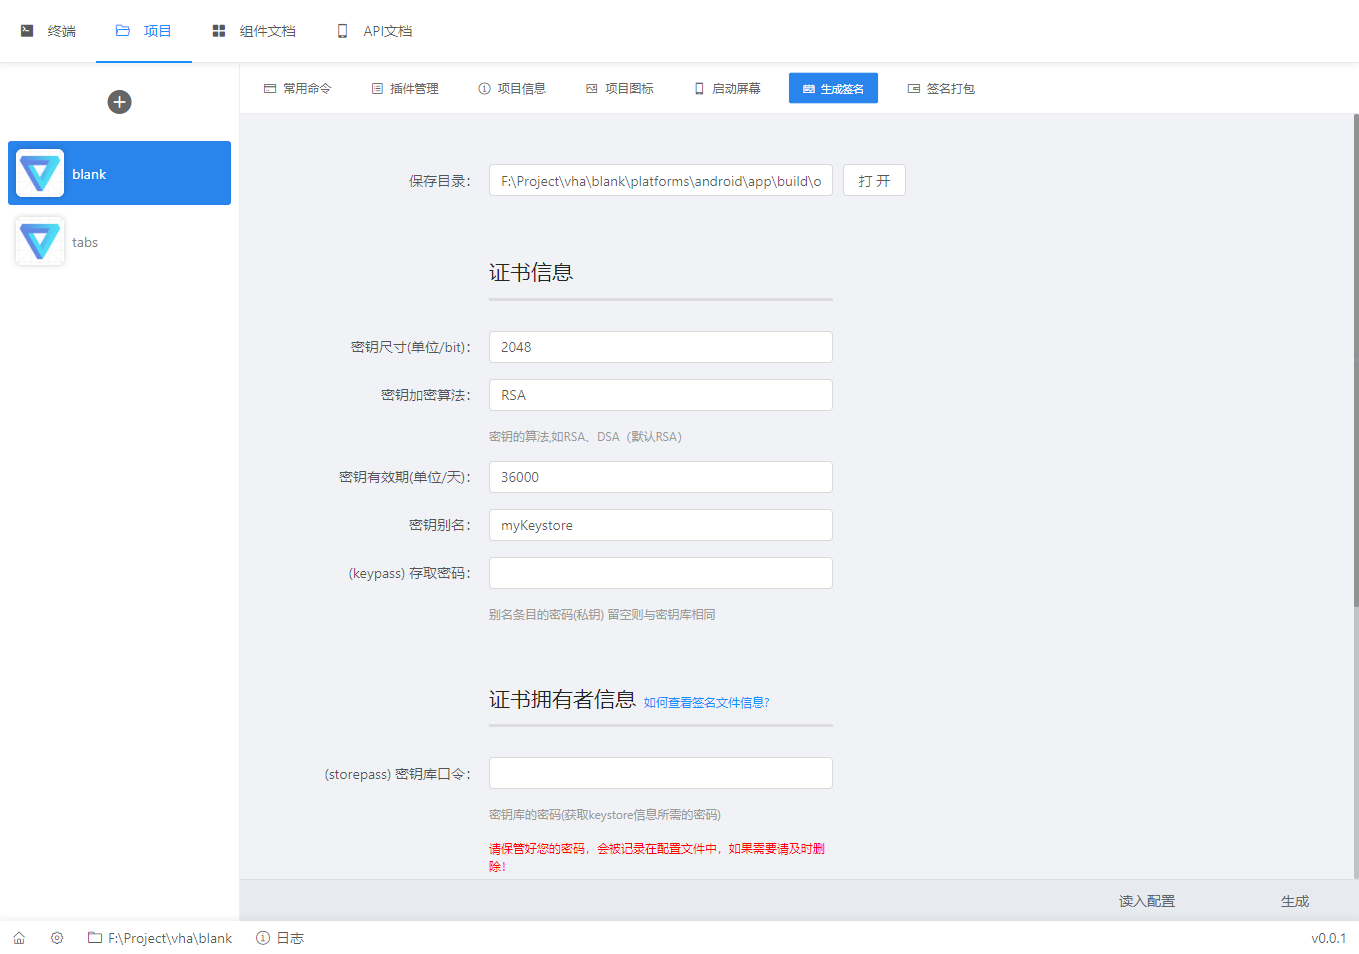 终端 项目 组件文档 API文档
常用命令 插件管理 项目信息 项目图标 启动屏幕 生成签名 签名打包
blank
tabs
保存目录： F:\Project\vha\blank\platforms\android\app\build\o 打 开
证书信息
密钥尺寸(单位/bit)： 2048
密钥加密算法： RSA
密钥的算法,如RSA、DSA（默认RSA）
密钥有效期(单位/天)： 36000
密钥别名： myKeystore
(keypass) 存取密码：
别名条目的密码(私钥) 留空则与密钥库相同
证书拥有者信息 如何查看签名文件信息?
(storepass) 密钥库口令：
密钥库的密码(获取keystore信息所需的密码)
请保管好您的密码，会被记录在配置文件中，如果需要请及时删
除！
读入配置 生成
F:\Project\vha\blank 日志 v0.0.1